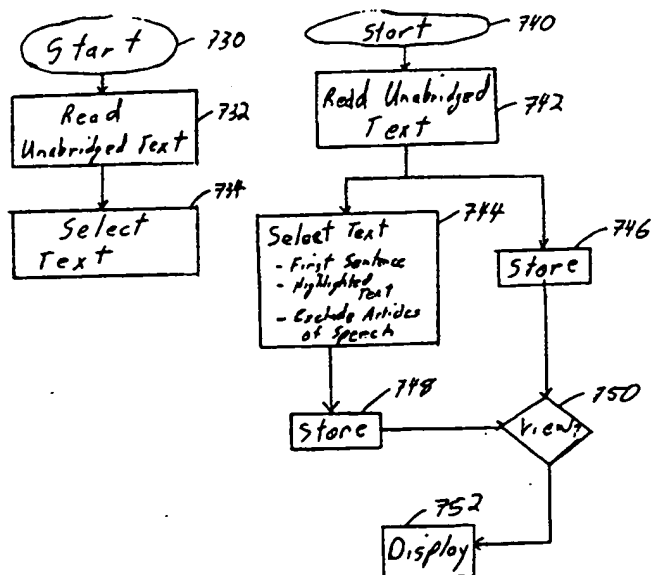 Start
730
Read
Unabridged Text
732
Select
Text
734
Start
740
Read Unabridged
Text
742
Select Text
- First Sentence
- Highlighted
Text
- Exclude Articles
of Speech
744
Store
746
Store
748
View?
750
Display
752